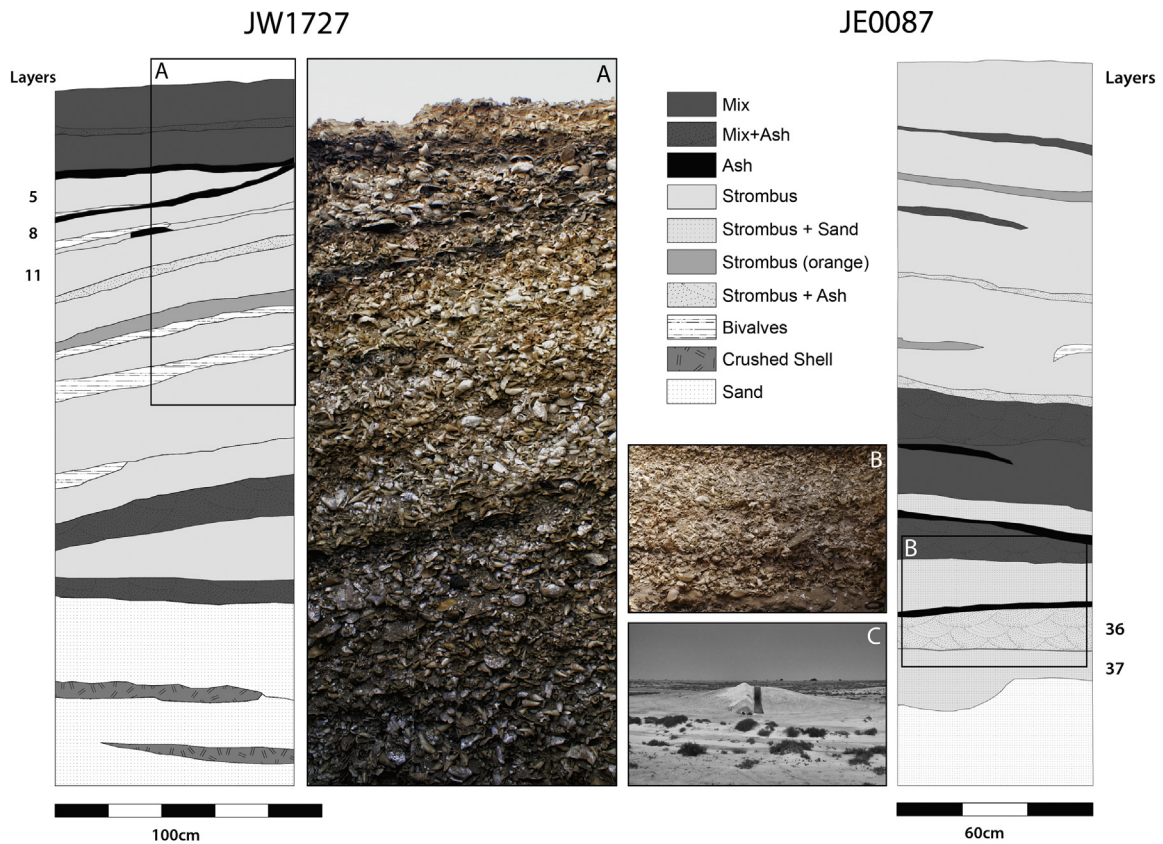 JW1727
JE0087
Layers
5
8
11
A
A
Mix
Mix+Ash
Ash
Strombus
Strombus + Sand
Strombus (orange)
Strombus + Ash
Bivalves
Crushed Shell
Sand
B
C
Layers
B
36
37
100cm
60cm